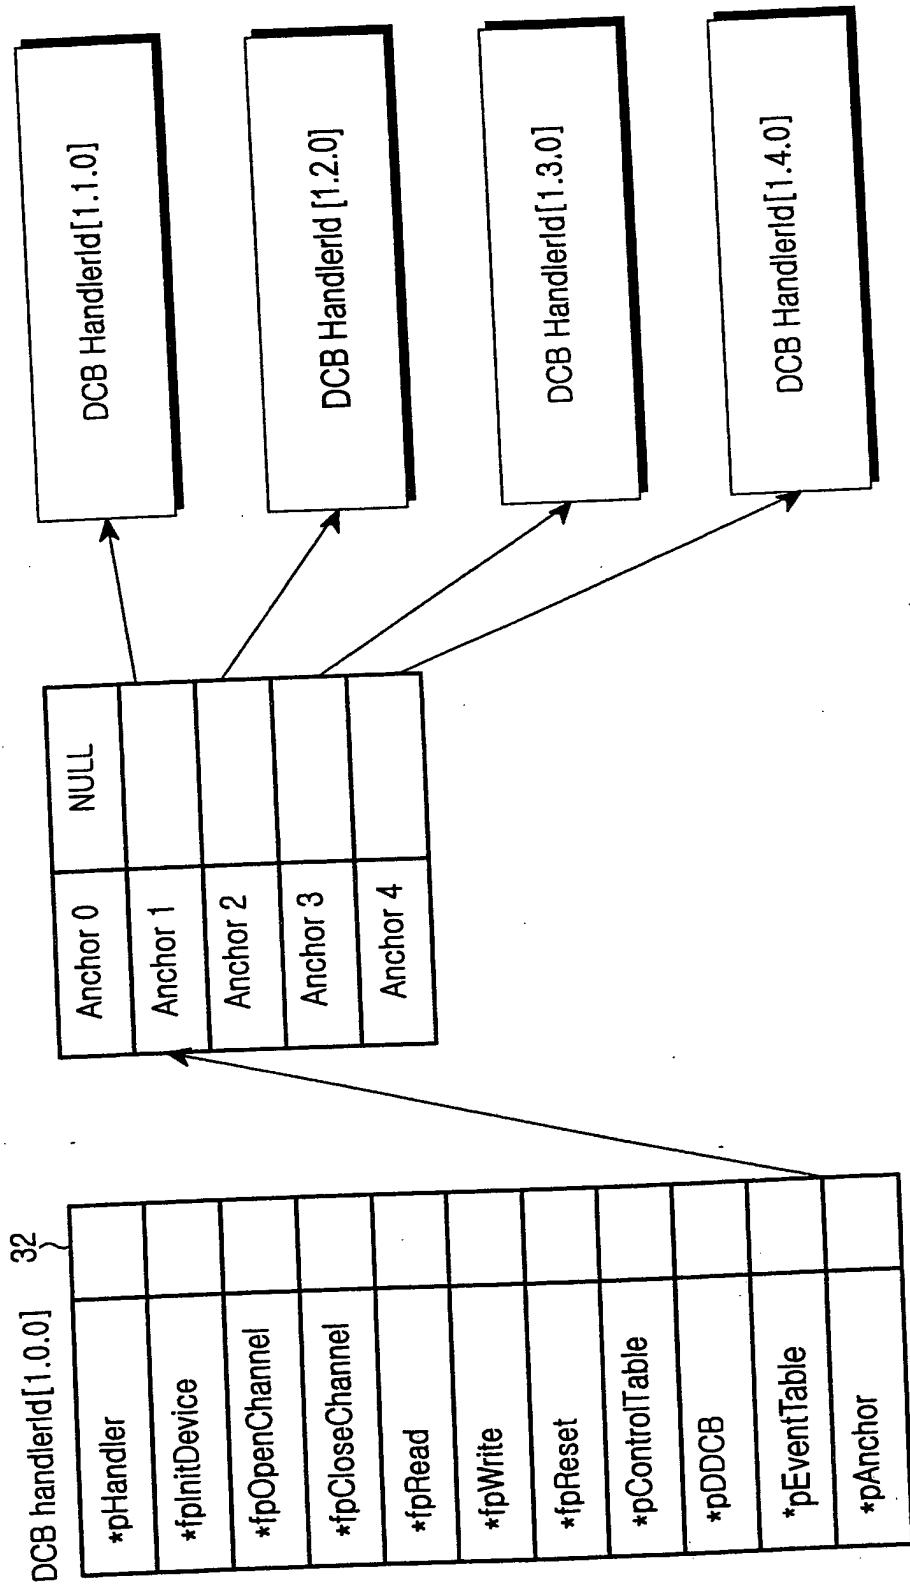 DCB handlerId[1.0.0]
32
*pHandler
*fpInitDevice
*fpOpenChannel
*fpCloseChannel
*fpRead
*fpWrite
*fpReset
*pControlTable
*pDDCB
*pEventTable
*pAnchor
Anchor 0
NULL
Anchor 1
Anchor 2
Anchor 3
Anchor 4
DCB HandlerId[1.1.0]
DCB HandlerId [1.2.0]
DCB HandlerId[1.3.0]
DCB HandlerId[1.4.0]